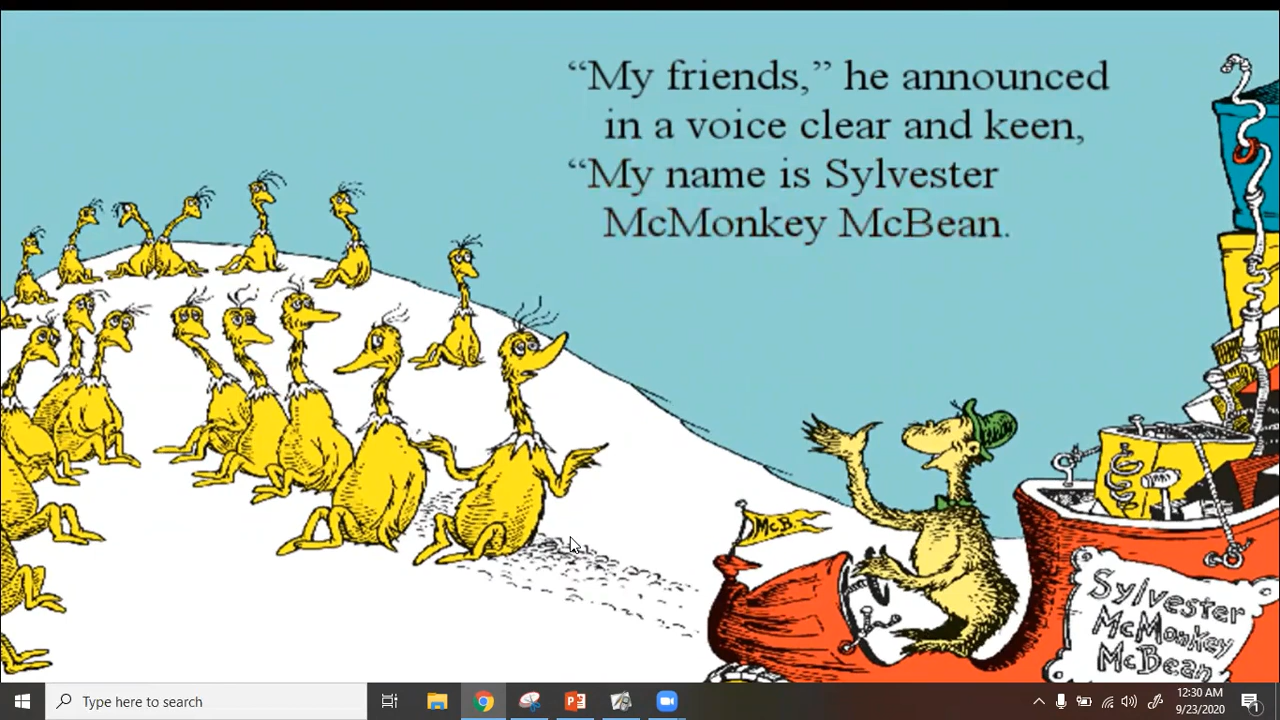 “My friends,” he announced
in a voice clear and keen,
“My name is Sylvester
McMonkey McBean.
McB.
Sylvester
McMonkey
McBean
Type here to search
12:30 AM
9/23/2020
1